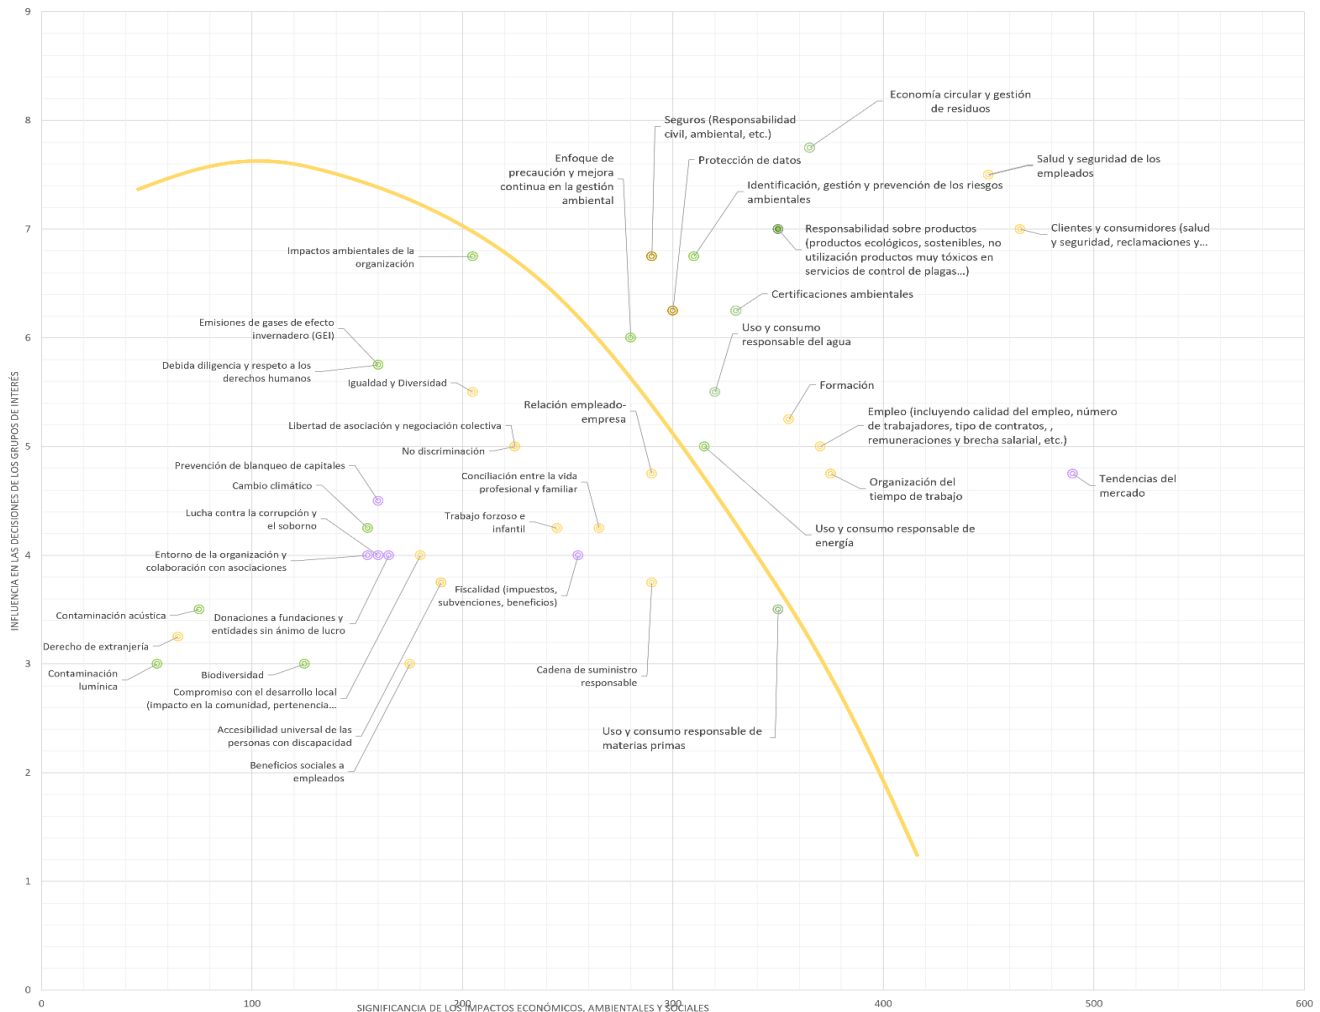 9
8
7
6
5
4
3
2
1
0
INFLUENCIA EN LAS DECISIONES DE LOS GRUPOS DE INTERÉS
Economía circular y gestión
de residuos
Seguros (Responsabilidad
civil, ambiental, etc.)
Enfoque de
precaución y mejora
continua en la gestión
ambiental
Protección de datos
Salud y seguridad de los
empleados
Identificación, gestión y prevención de los riesgos
ambientales
Responsabilidad sobre productos
(productos ecológicos, sostenibles, no
utilización productos muy tóxicos en
servicios de control de plagas...)
Clientes y consumidores (salud
y seguridad, reclamaciones y...
Impactos ambientales de la
organización
Certificaciones ambientales
Emisiones de gases de efecto
invernadero (GEI)
Uso y consumo
responsable del agua
Debida diligencia y respeto a los
derechos humanos
Igualdad y Diversidad
Formación
Relación empleado-
empresa
Empleo (incluyendo calidad del empleo, número
de trabajadores, tipo de contratos, ,
remuneraciones y brecha salarial, etc.)
Libertad de asociación y negociación colectiva
No discriminación
Prevención de blanqueo de capitales
Conciliación entre la vida
profesional y familiar
Organización del
tiempo de trabajo
Tendencias del
mercado
Cambio climático
Lucha contra la corrupción y
el soborno
Trabajo forzoso e
infantil
Uso y consumo responsable de
energía
Entorno de la organización y
colaboración con asociaciones
Fiscalidad (impuestos,
subvenciones, beneficios)
Contaminación acústica
Donaciones a fundaciones y
entidades sin ánimo de lucro
Derecho de extranjería
Contaminación
lumínica
Biodiversidad
Cadena de suministro
responsable
Compromiso con el desarrollo local
(impacto en la comunidad, pertenencia...
Accesibilidad universal de las
personas con discapacidad
Uso y consumo responsable de
materias primas
Beneficios sociales a
empleados
0 100 200 300 400 500 600
SIGNIFICANCIA DE LOS IMPACTOS ECONÓMICOS, AMBIENTALES Y SOCIALES